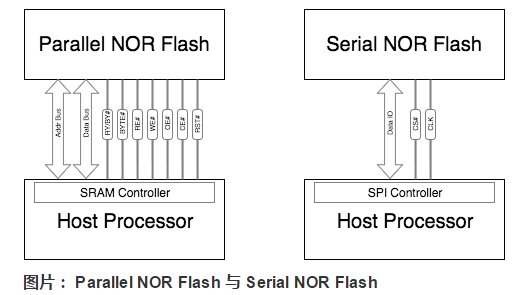 Parallel NOR Flash
Serial NOR Flash
Addr Bus
Data Bus
RY/BY#
BYTE#
RE#
WE#
OE#
CE#
RST#
Data IO
CS#
CLK
SRAM Controller
SPI Controller
Host Processor
Host Processor
图片： Parallel NOR Flash 与 Serial NOR Flash